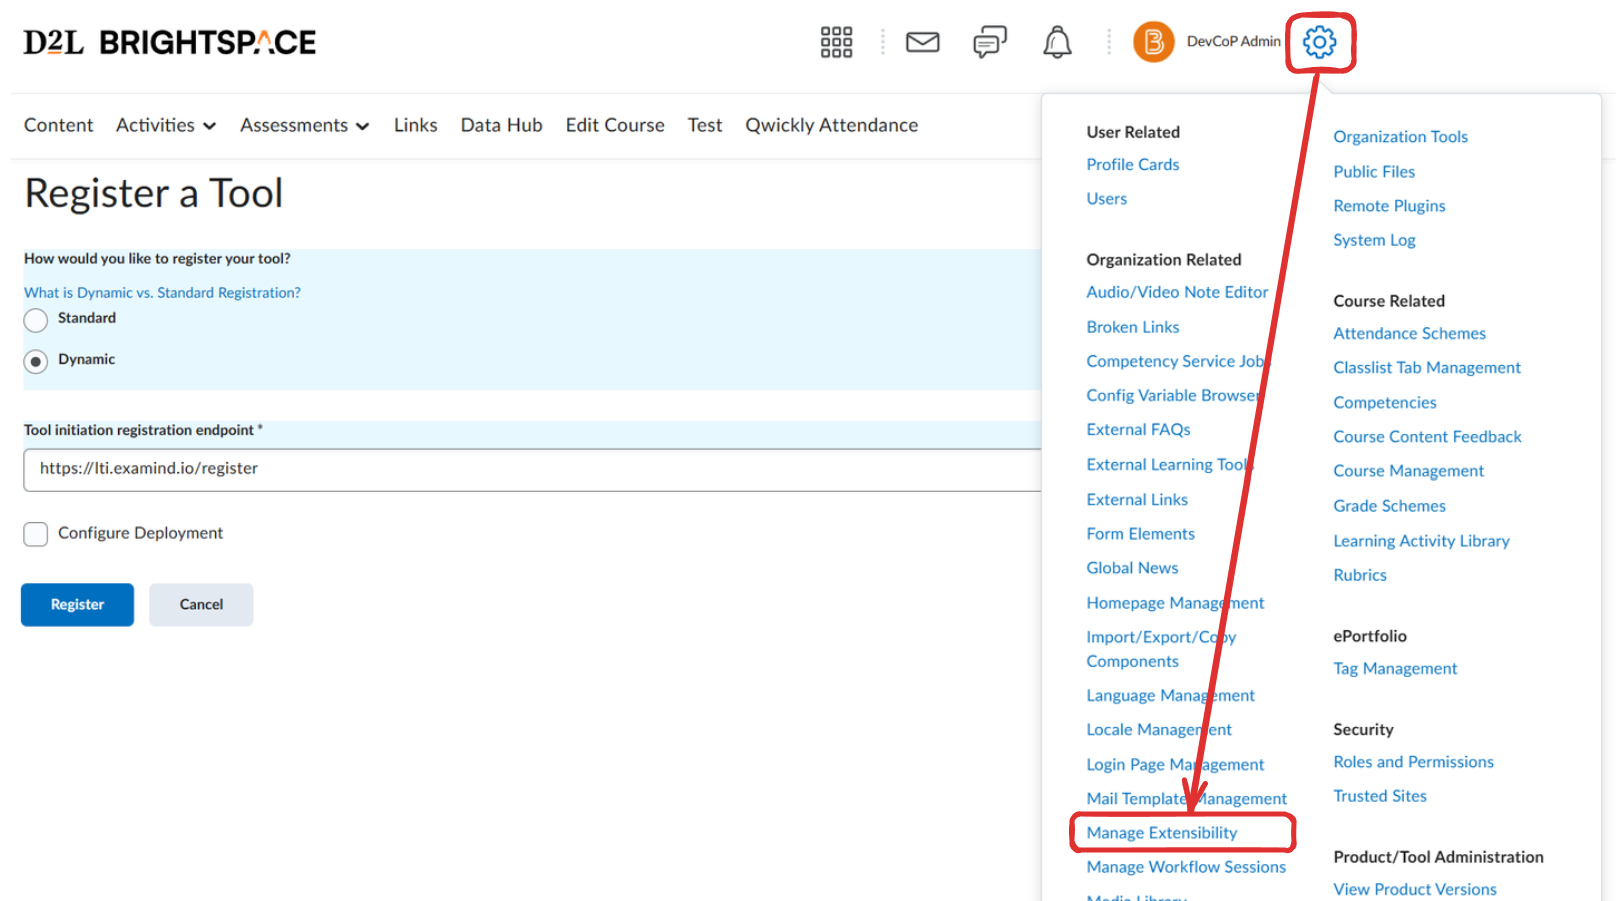 D2L BRIGHTSPACE
DevCoP Admin
Content Activities Assessments Links Data Hub Edit Course Test Qwickly Attendance
Register a Tool
How would you like to register your tool?
What is Dynamic vs. Standard Registration?
Standard
Dynamic
Tool initiation registration endpoint *
https://lti.examind.io/register
Configure Deployment
Register Cancel
User Related
Profile Cards
Users
Organization Related
Audio/Video Note Editor
Broken Links
Competency Service Jobs
Config Variable Browser
External FAQs
External Learning Tools
External Links
Form Elements
Global News
Homepage Management
Import/Export/Copy
Components
Language Management
Locale Management
Login Page Management
Mail Template Management
Manage Extensibility
Manage Workflow Sessions
Media Library
Organization Tools
Public Files
Remote Plugins
System Log
Course Related
Attendance Schemes
Classlist Tab Management
Competencies
Course Content Feedback
Course Management
Grade Schemes
Learning Activity Library
Rubrics
ePortfolio
Tag Management
Security
Roles and Permissions
Trusted Sites
Product/Tool Administration
View Product Versions